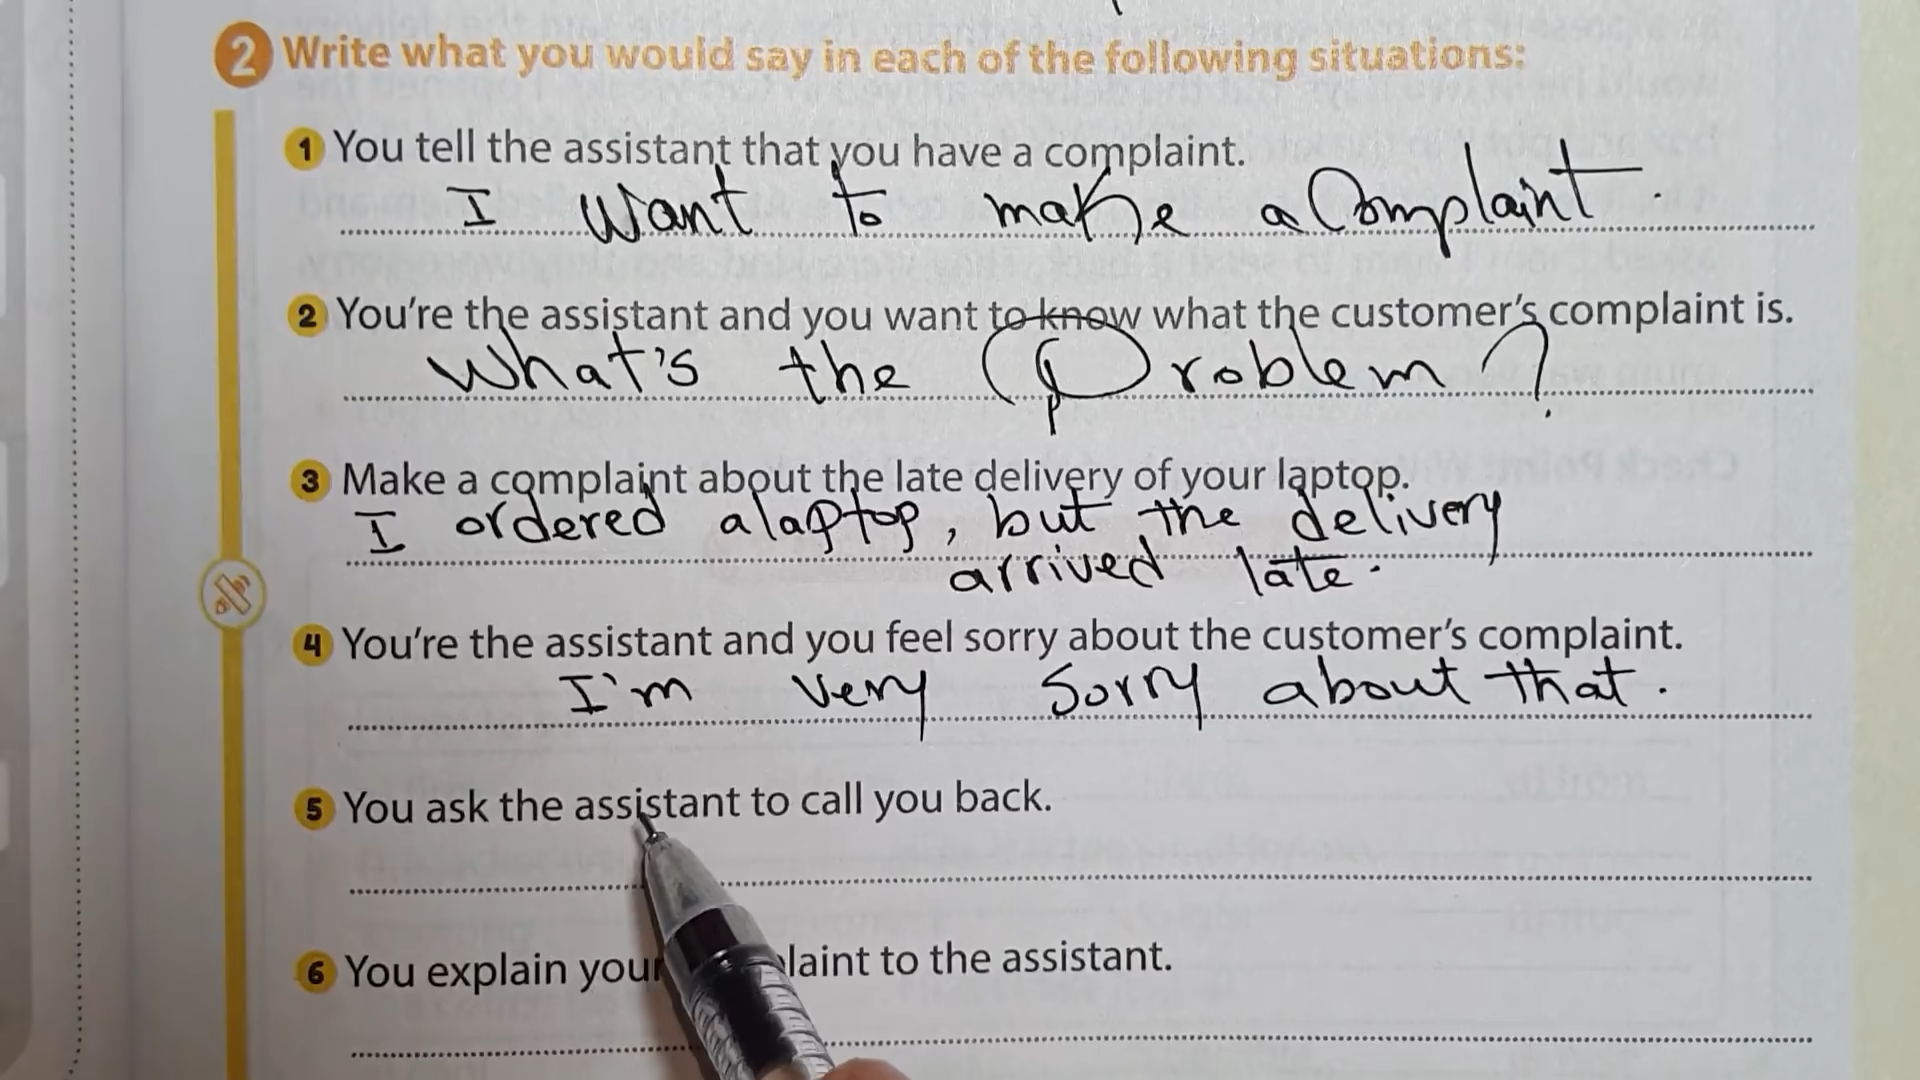 2 Write what you would say in each of the following situations:
1 You tell the assistant that you have a complaint.
I want to make a Complaint.
2 You're the assistant and you want to know what the customer's complaint is.
What's the Problem?
3 Make a complaint about the late delivery of your laptop.
I ordered a laptop, but the delivery
arrived late.
4 You're the assistant and you feel sorry about the customer's complaint.
I'm very Sorry about that.
5 You ask the assistant to call you back.
6 You explain your laint to the assistant.